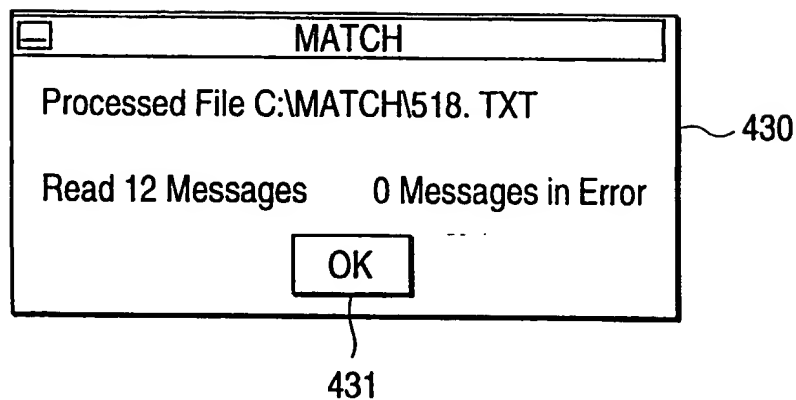 MATCH
Processed File C:\MATCH\518. TXT
430
Read 12 Messages 0 Messages in Error
OK
431